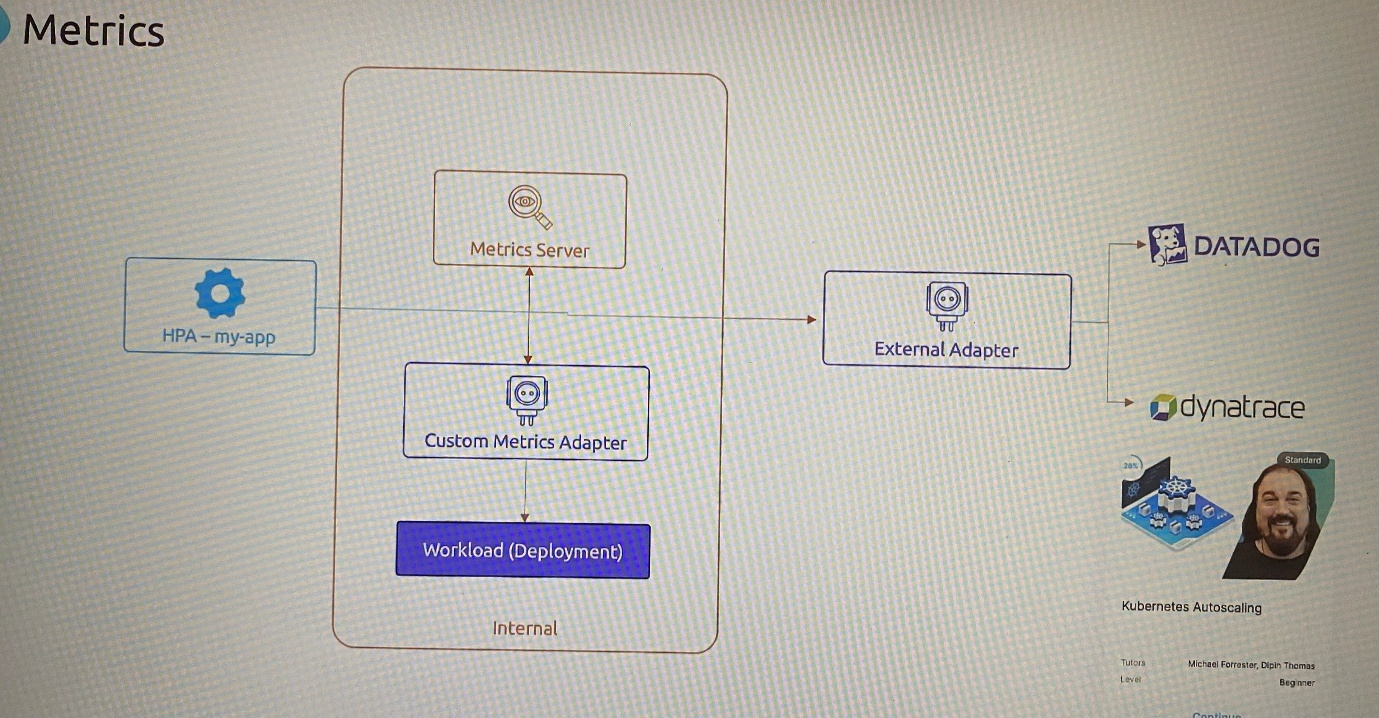 Metrics
Metrics Server
HPA – my-app
Custom Metrics Adapter
Workload (Deployment)
Internal
External Adapter
DATADOG
dynatrace
20%
Standard
Kubernetes Autoscaling
Tutors Michael Forrester, Dipin Thomas
Level Beginner
Continue